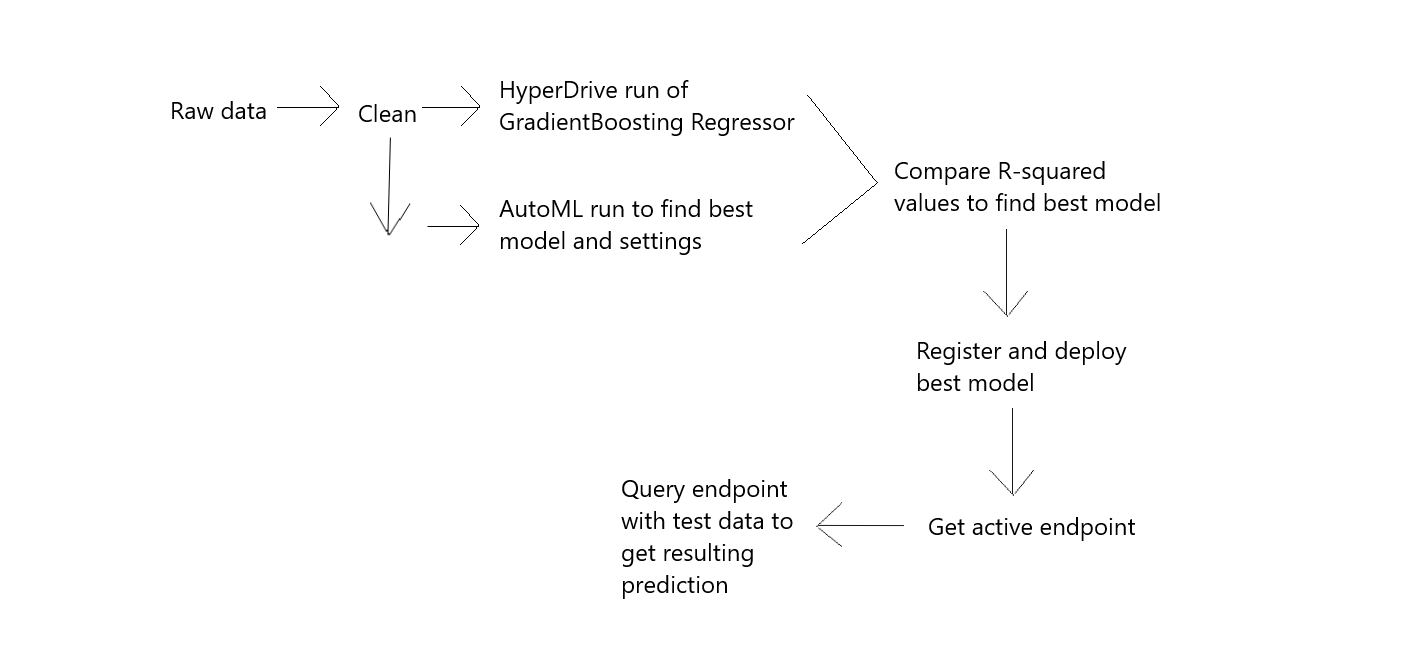 Raw data
Clean
HyperDrive run of
GradientBoosting Regressor
AutoML run to find best
model and settings
Compare R-squared
values to find best model
Register and deploy
best model
Get active endpoint
Query endpoint
with test data to
get resulting
prediction